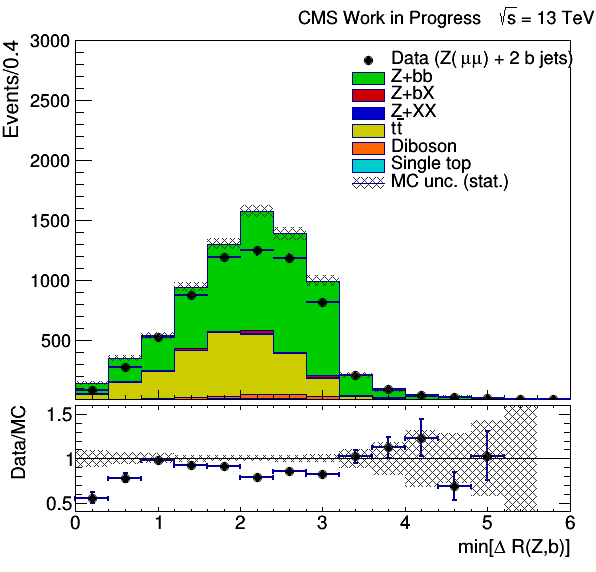 CMS Work in Progress √s = 13 TeV
Events/0.4
3000
2500
2000
1500
1000
500
Data (Z( μμ) + 2 b jets)
Z+bb
Z+bX
Z+XX
tt̄
Diboson
Single top
MC unc. (stat.)
Data/MC
1.5
1
0.5
0 1 2 3 4 5 6
min[Δ R(Z,b)]